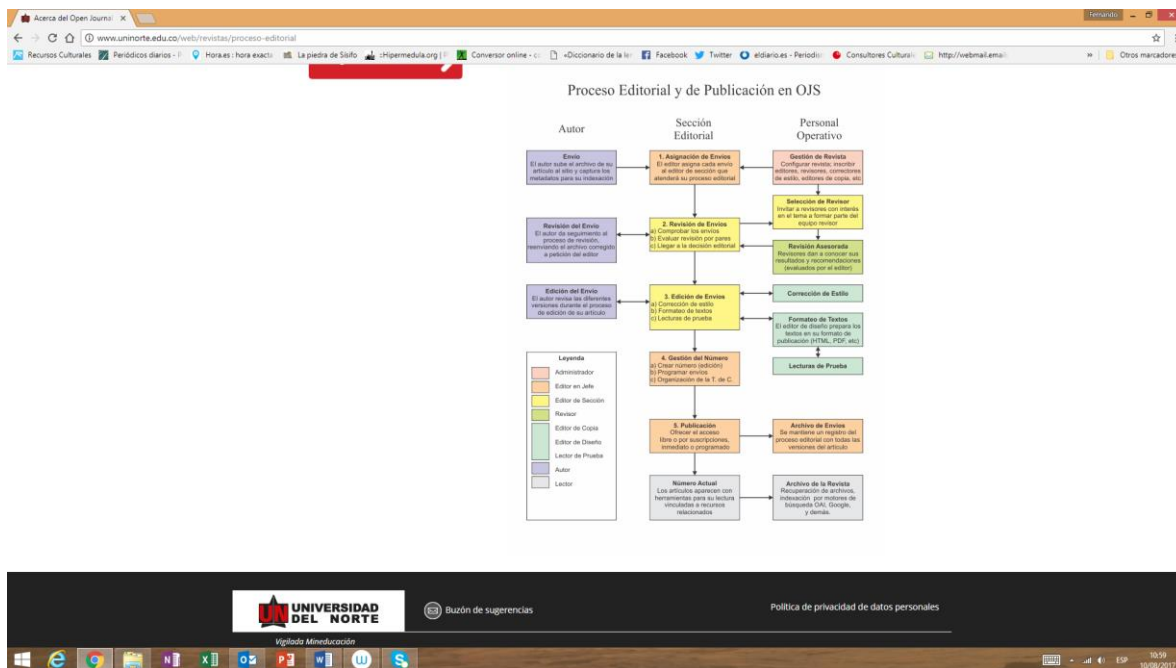 Acerca del Open Journal
Fernando
www.uninorte.edu.co/web/revistas/proceso-editorial
Recursos Culturales
Periódicos diarios - P
Hora.es: hora exacta
La piedra de Sísifo
::Hipermedula.org | P
Conversor online - co
«Diccionario de la len
Facebook
Twitter
eldiario.es - Periodis
Consultores Cultural
http://webmail.email
»
Otros marcadores
Proceso Editorial y de Publicación en OJS
Autor
Sección
Editorial
Personal
Operativo
Envío
El autor sube el archivo de su
artículo al sitio y captura los
metadatos para su indexación
1. Asignación de Envíos
El editor asigna cada envío
al editor de sección que
atenderá su proceso editorial
Gestión de Revista
Configurar revista; inscribir
editores, revisores, correctores
de estilo, editores de copia, etc
Selección de Revisor
Invitar a revisores con interés
en el tema a formar parte del
equipo revisor
Revisión del Envío
El autor da seguimiento al
proceso de revisión,
reenviando el archivo corregido
a petición del editor
2. Revisión de Envíos
a) Comprobar los envíos
b) Evaluar revisión por pares
c) Llegar a la decisión editorial
Revisión Asesorada
Revisores dan a conocer sus
resultados y recomendaciones
(evaluados por el editor)
Edición del Envío
El autor revisa las diferentes
versiones durante el proceso
de edición de su artículo
3. Edición de Envíos
a) Corrección de estilo
b) Formateo de textos
c) Lecturas de prueba
Corrección de Estilo
Formateo de Textos
El editor de diseño prepara los
textos en su formato de
publicación (HTML, PDF, etc)
Lecturas de Prueba
4. Gestión del Número
a) Crear número (edición)
b) Programar envíos
c) Organización de la T. de C.
Leyenda
Administrador
Editor en Jefe
Editor de Sección
Revisor
Editor de Copia
Editor de Diseño
Lector de Prueba
Autor
Lector
5. Publicación
Ofrecer el acceso
libre o por suscripciones,
inmediato o programado
Archivo de Envíos
Se mantiene un registro del
proceso editorial con todas las
versiones del artículo
Número Actual
Los artículos aparecen con
herramientas para su lectura
vinculadas a recursos
relacionados
Archivo de la Revista
Recuperación de archivos,
indexación por motores de
búsqueda OAI, Google,
y demás.
UN UNIVERSIDAD
DEL NORTE
Vigilada Mineducación
Buzón de sugerencias
Política de privacidad de datos personales
ESP
10:59